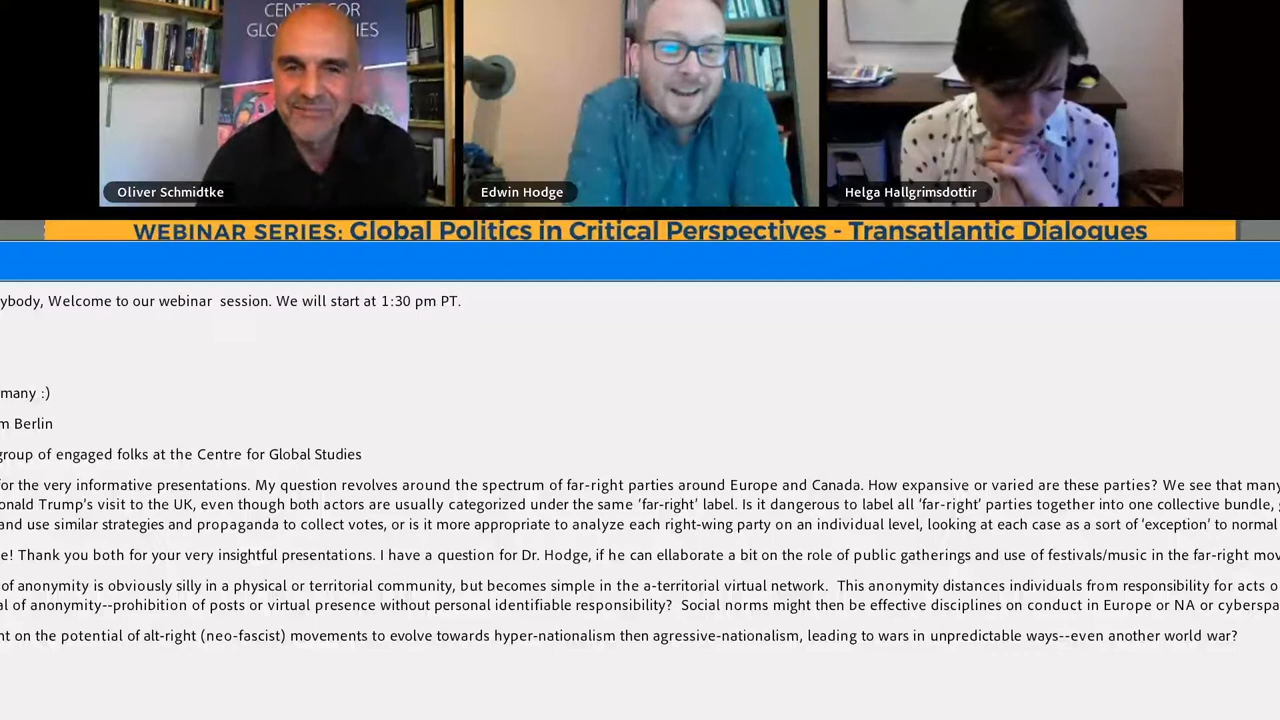 CENTRE FOR
GLO
Oliver Schmidtke
Edwin Hodge
Helga Hallgrimsdottir
WEBINAR SERIES: Global Politics in Critical Perspectives - Transatlantic Dialogues
ybody, Welcome to our webinar session. We will start at 1:30 pm PT.
many :)
m Berlin
group of engaged folks at the Centre for Global Studies
for the very informative presentations. My question revolves around the spectrum of far-right parties around Europe and Canada. How expansive or varied are these parties? We see that many
onald Trump's visit to the UK, even though both actors are usually categorized under the same 'far-right' label. Is it dangerous to label all 'far-right' parties together into one collective bundle,
and use similar strategies and propaganda to collect votes, or is it more appropriate to analyze each right-wing party on an individual level, looking at each case as a sort of 'exception' to normal
e! Thank you both for your very insightful presentations. I have a question for Dr. Hodge, if he can ellaborate a bit on the role of public gatherings and use of festivals/music in the far-right mov
of anonymity is obviously silly in a physical or territorial community, but becomes simple in the a-territorial virtual network. This anonymity distances individuals from responsibility for acts o
al of anonymity--prohibition of posts or virtual presence without personal identifiable responsibility? Social norms might then be effective disciplines on conduct in Europe or NA or cyberspa
nt on the potential of alt-right (neo-fascist) movements to evolve towards hyper-nationalism then agressive-nationalism, leading to wars in unpredictable ways--even another world war?